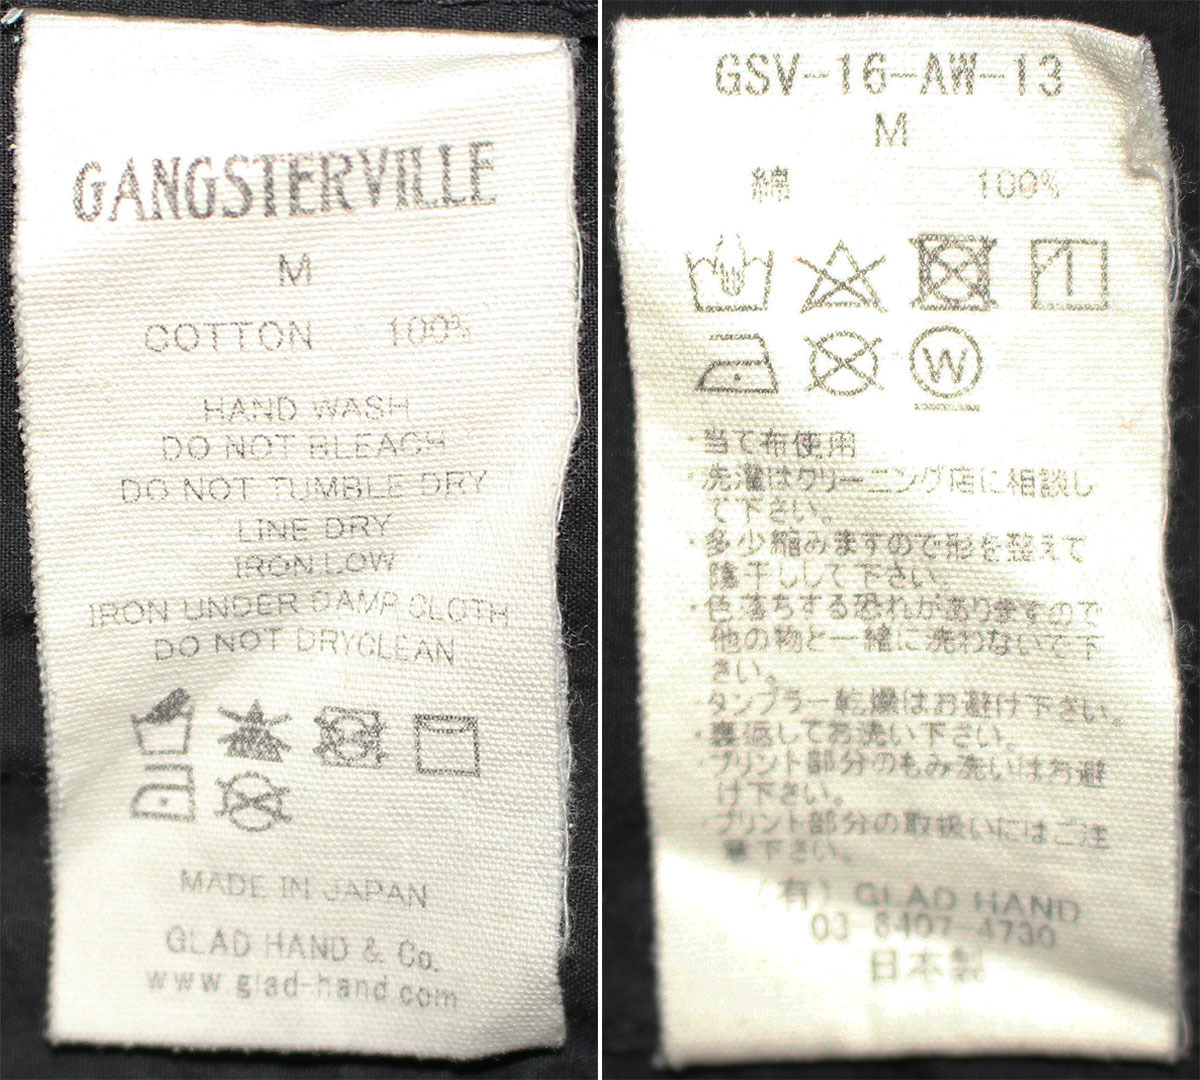 GANGSTERVILLE
M
COTTON 100%
HAND WASH
DO NOT BLEACH
DO NOT TUMBLE DRY
LINE DRY
IRON LOW
IRON UNDER DAMP CLOTH
DO NOT DRYCLEAN
MADE IN JAPAN
GLAD HAND & Co.
www.glad-hand.com
GSV-16-AW-13
M
綿 100%
W
・当て布使用
・洗濯はクリーニング店に相談し
て下さい。
・多少縮みますので形を整えて
陰干しして下さい。
・色落ちする恐れがありますので
他の物と一緒に洗わないで下
さい。
・タンブラー乾燥はお避け下さい。
・裏返してお洗い下さい。
・プリント部分のもみ洗いはお避
け下さい。
・プリント部分の取扱いにはご注
意下さい。
(有) GLAD HAND
03-6407-4730
日本製